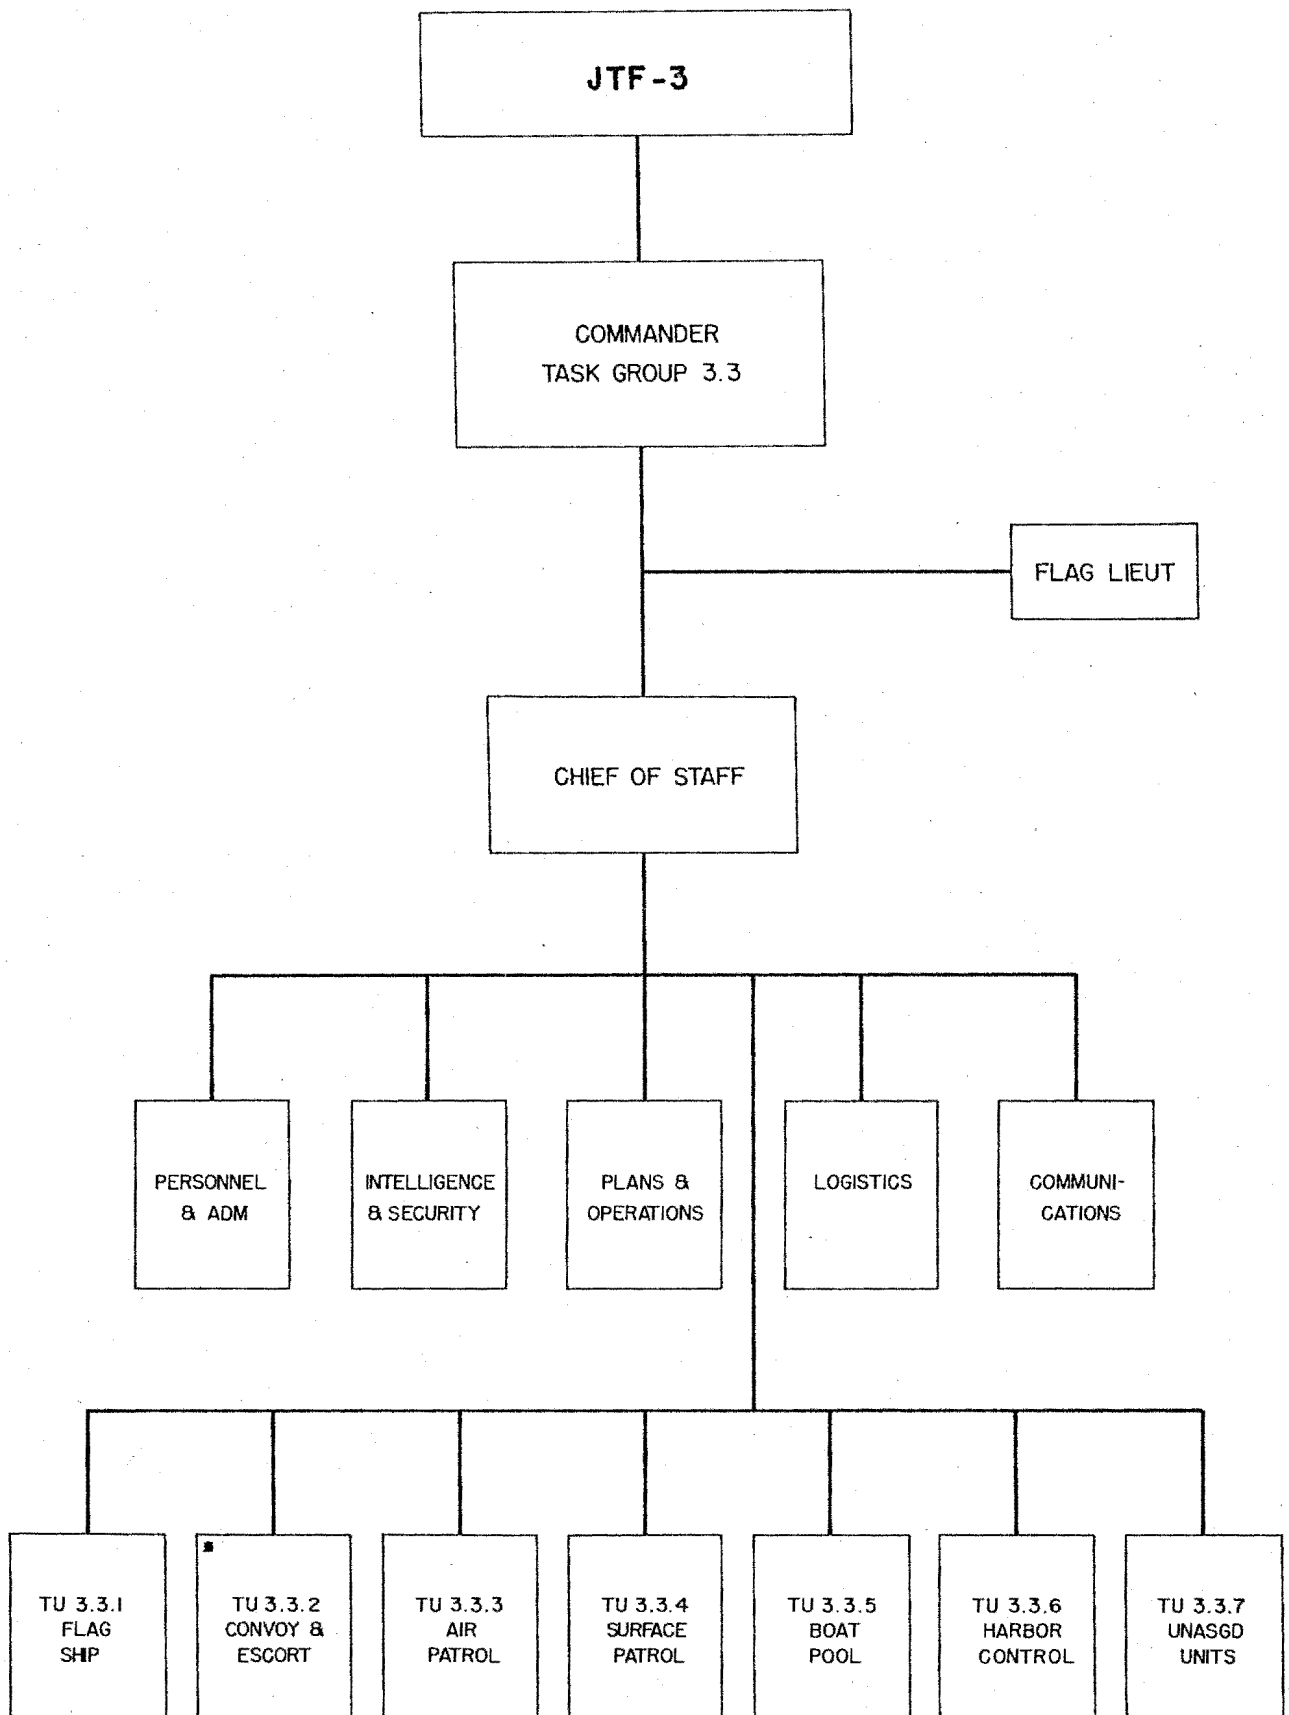 JTF-3
COMMANDER
TASK GROUP 3.3
FLAG LIEUT
CHIEF OF STAFF
PERSONNEL
& ADM
INTELLIGENCE
& SECURITY
PLANS &
OPERATIONS
LOGISTICS
COMMUNI-
CATIONS
TU 3.3.1
FLAG
SHIP
TU 3.3.2
CONVOY &
ESCORT
TU 3.3.3
AIR
PATROL
TU 3.3.4
SURFACE
PATROL
TU 3.3.5
BOAT
POOL
TU 3.3.6
HARBOR
CONTROL
TU 3.3.7
UNASGD
UNITS